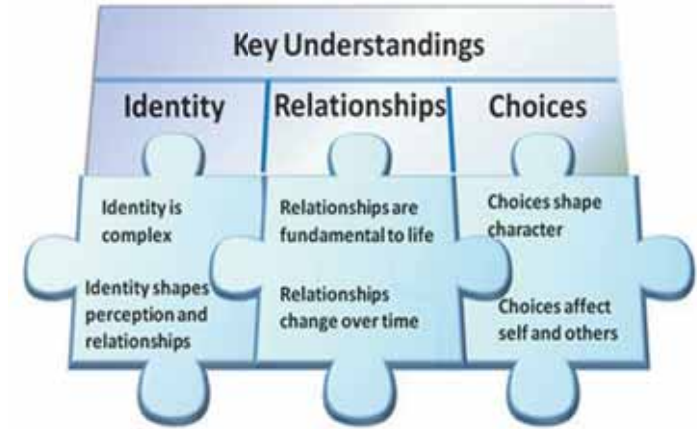 Key Understandings
Identity
Relationships
Choices
Identity is
complex
Identity shapes
perception and
relationships
Relationships are
fundamental to life
Relationships
change over time
Choices shape
character
Choices affect
self and others